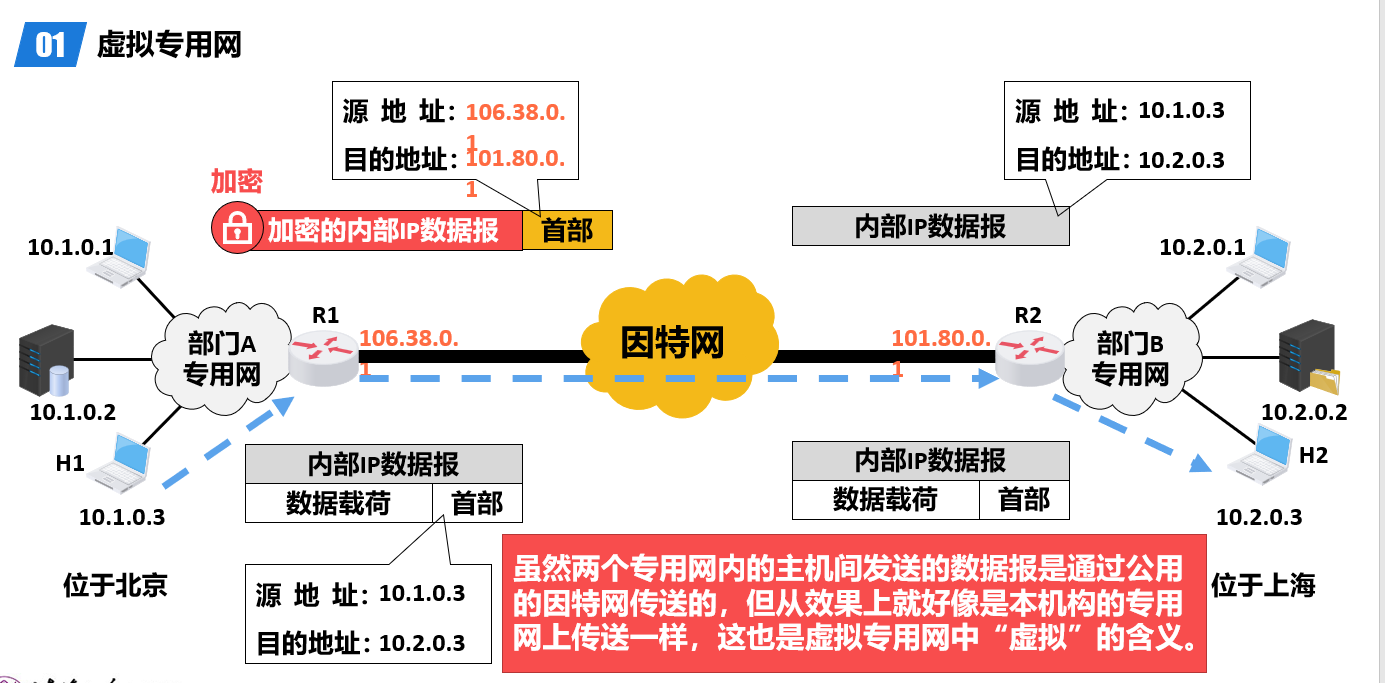 01 虚拟专用网
源 地 址：106.38.0.1
目的地址：101.80.0.1
源 地 址：10.1.0.3
目的地址：10.2.0.3
加密
加密的内部IP数据报 首部
内部IP数据报
10.1.0.1
10.2.0.1
R1
R2
部门A
专用网
106.38.0.1
因特网
101.80.0.1
部门B
专用网
10.1.0.2
10.2.0.2
H1
H2
10.1.0.3
10.2.0.3
内部IP数据报
数据载荷 首部
内部IP数据报
数据载荷 首部
源 地 址：10.1.0.3
目的地址：10.2.0.3
位于北京
位于上海
虽然两个专用网内的主机间发送的数据报是通过公用
的因特网传送的，但从效果上就好像是本机构的专用
网上传送一样，这也是虚拟专用网中“虚拟”的含义。